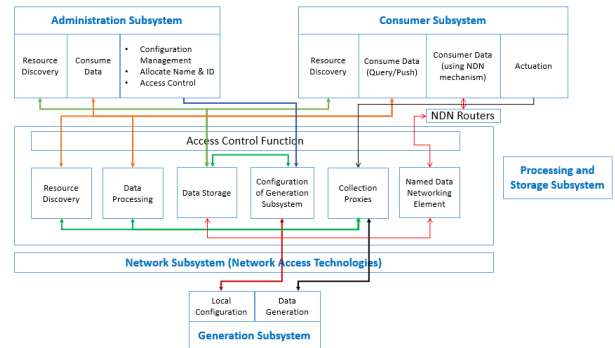 Administration Subsystem
Resource
Discovery
Consume
Data
• Configuration
Management
• Allocate Name & ID
• Access Control
Consumer Subsystem
Resource
Discovery
Consume Data
(Query/Push)
Consumer Data
(using NDN
mechanism)
Actuation
NDN Routers
Access Control Function
Resource
Discovery
Data
Processing
Data Storage
Configuration
of Generation
Subsystem
Collection
Proxies
Named Data
Networking
Element
Processing and
Storage Subsystem
Network Subsystem (Network Access Technologies)
Local
Configuration
Data
Generation
Generation Subsystem